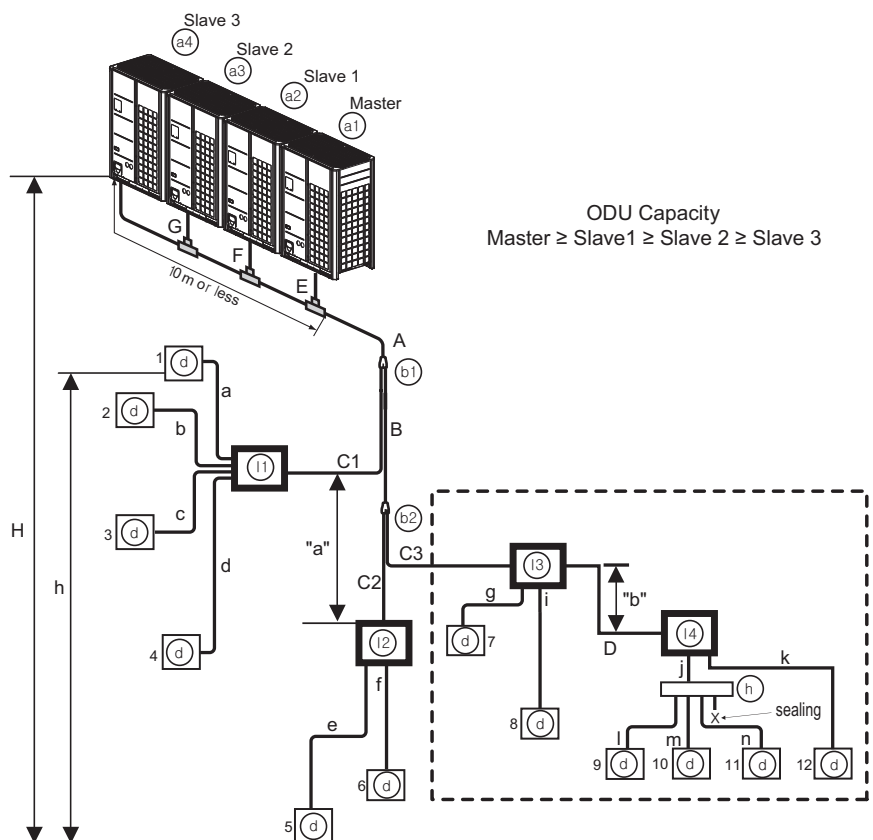 Slave 3
a4
Slave 2
a3
Slave 1
a2
Master
a1
ODU Capacity
Master ≥ Slave1 ≥ Slave 2 ≥ Slave 3
G
F
E
10 m or less
A
b1
1
d
a
2
d
b
B
I1
C1
c
3
d
d
4
d
H
h
"a"
b2
C3
C2
I2
e
f
5
d
6
d
I3
g
i
d
7
8
d
"b"
D
I4
j
k
h
X
sealing
l
m
n
9
d
10
d
11
d
12
d